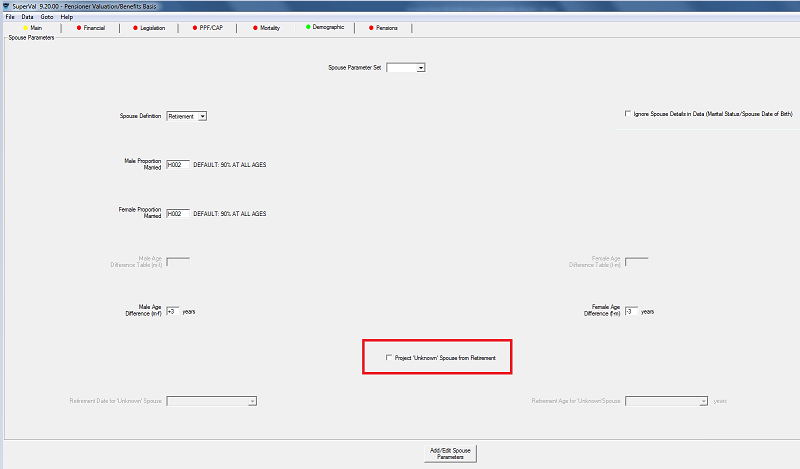 SuperVal 9.20.00 - Pensioner Valuation/Benefits Basis
File Data Goto Help
Main Financial Legislation PPF/CAP Mortality Demographic Pensions
Spouse Parameters
Spouse Parameter Set
Spouse Definition Retirement Ignore Spouse Details in Data (Marital Status/Spouse Date of Birth)
Male Proportion
Married H002 DEFAULT: 90% AT ALL AGES
Female Proportion
Married H002 DEFAULT: 90% AT ALL AGES
Male Age
Difference Table (m-f)
Female Age
Difference Table (f-m)
Male Age
Difference (m-f) +3 years
Female Age
Difference (f-m) -3 years
Project 'Unknown' Spouse from Retirement
Retirement Date for 'Unknown' Spouse Retirement Age for 'Unknown'Spouse years
Add/Edit Spouse
Parameters